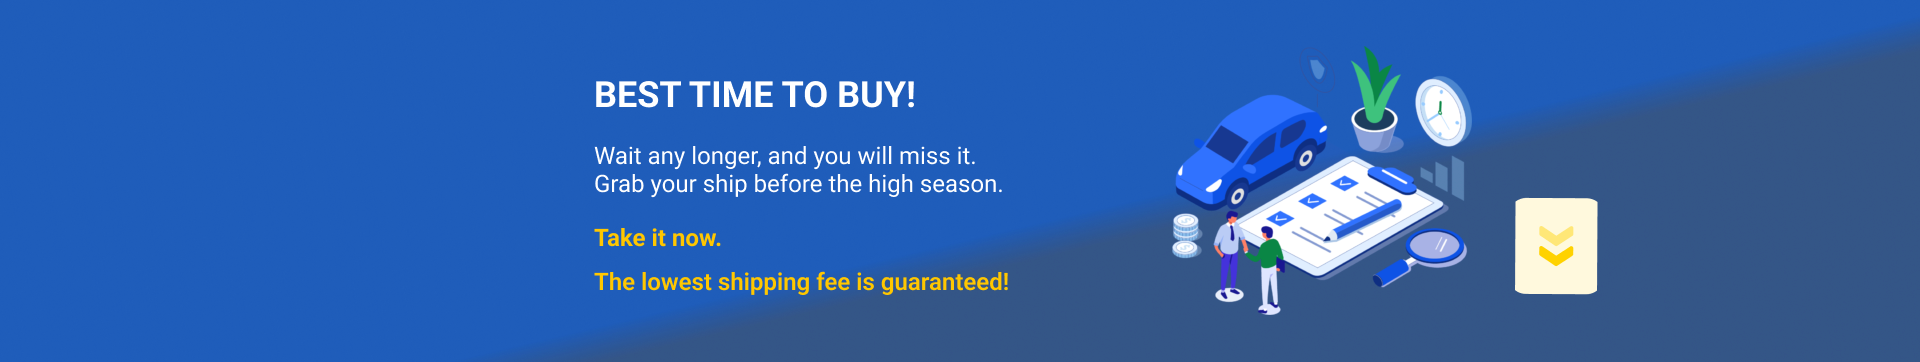 BEST TIME TO BUY!
Wait any longer, and you will miss it.
Grab your ship before the high season.
Take it now.
The lowest shipping fee is guaranteed!